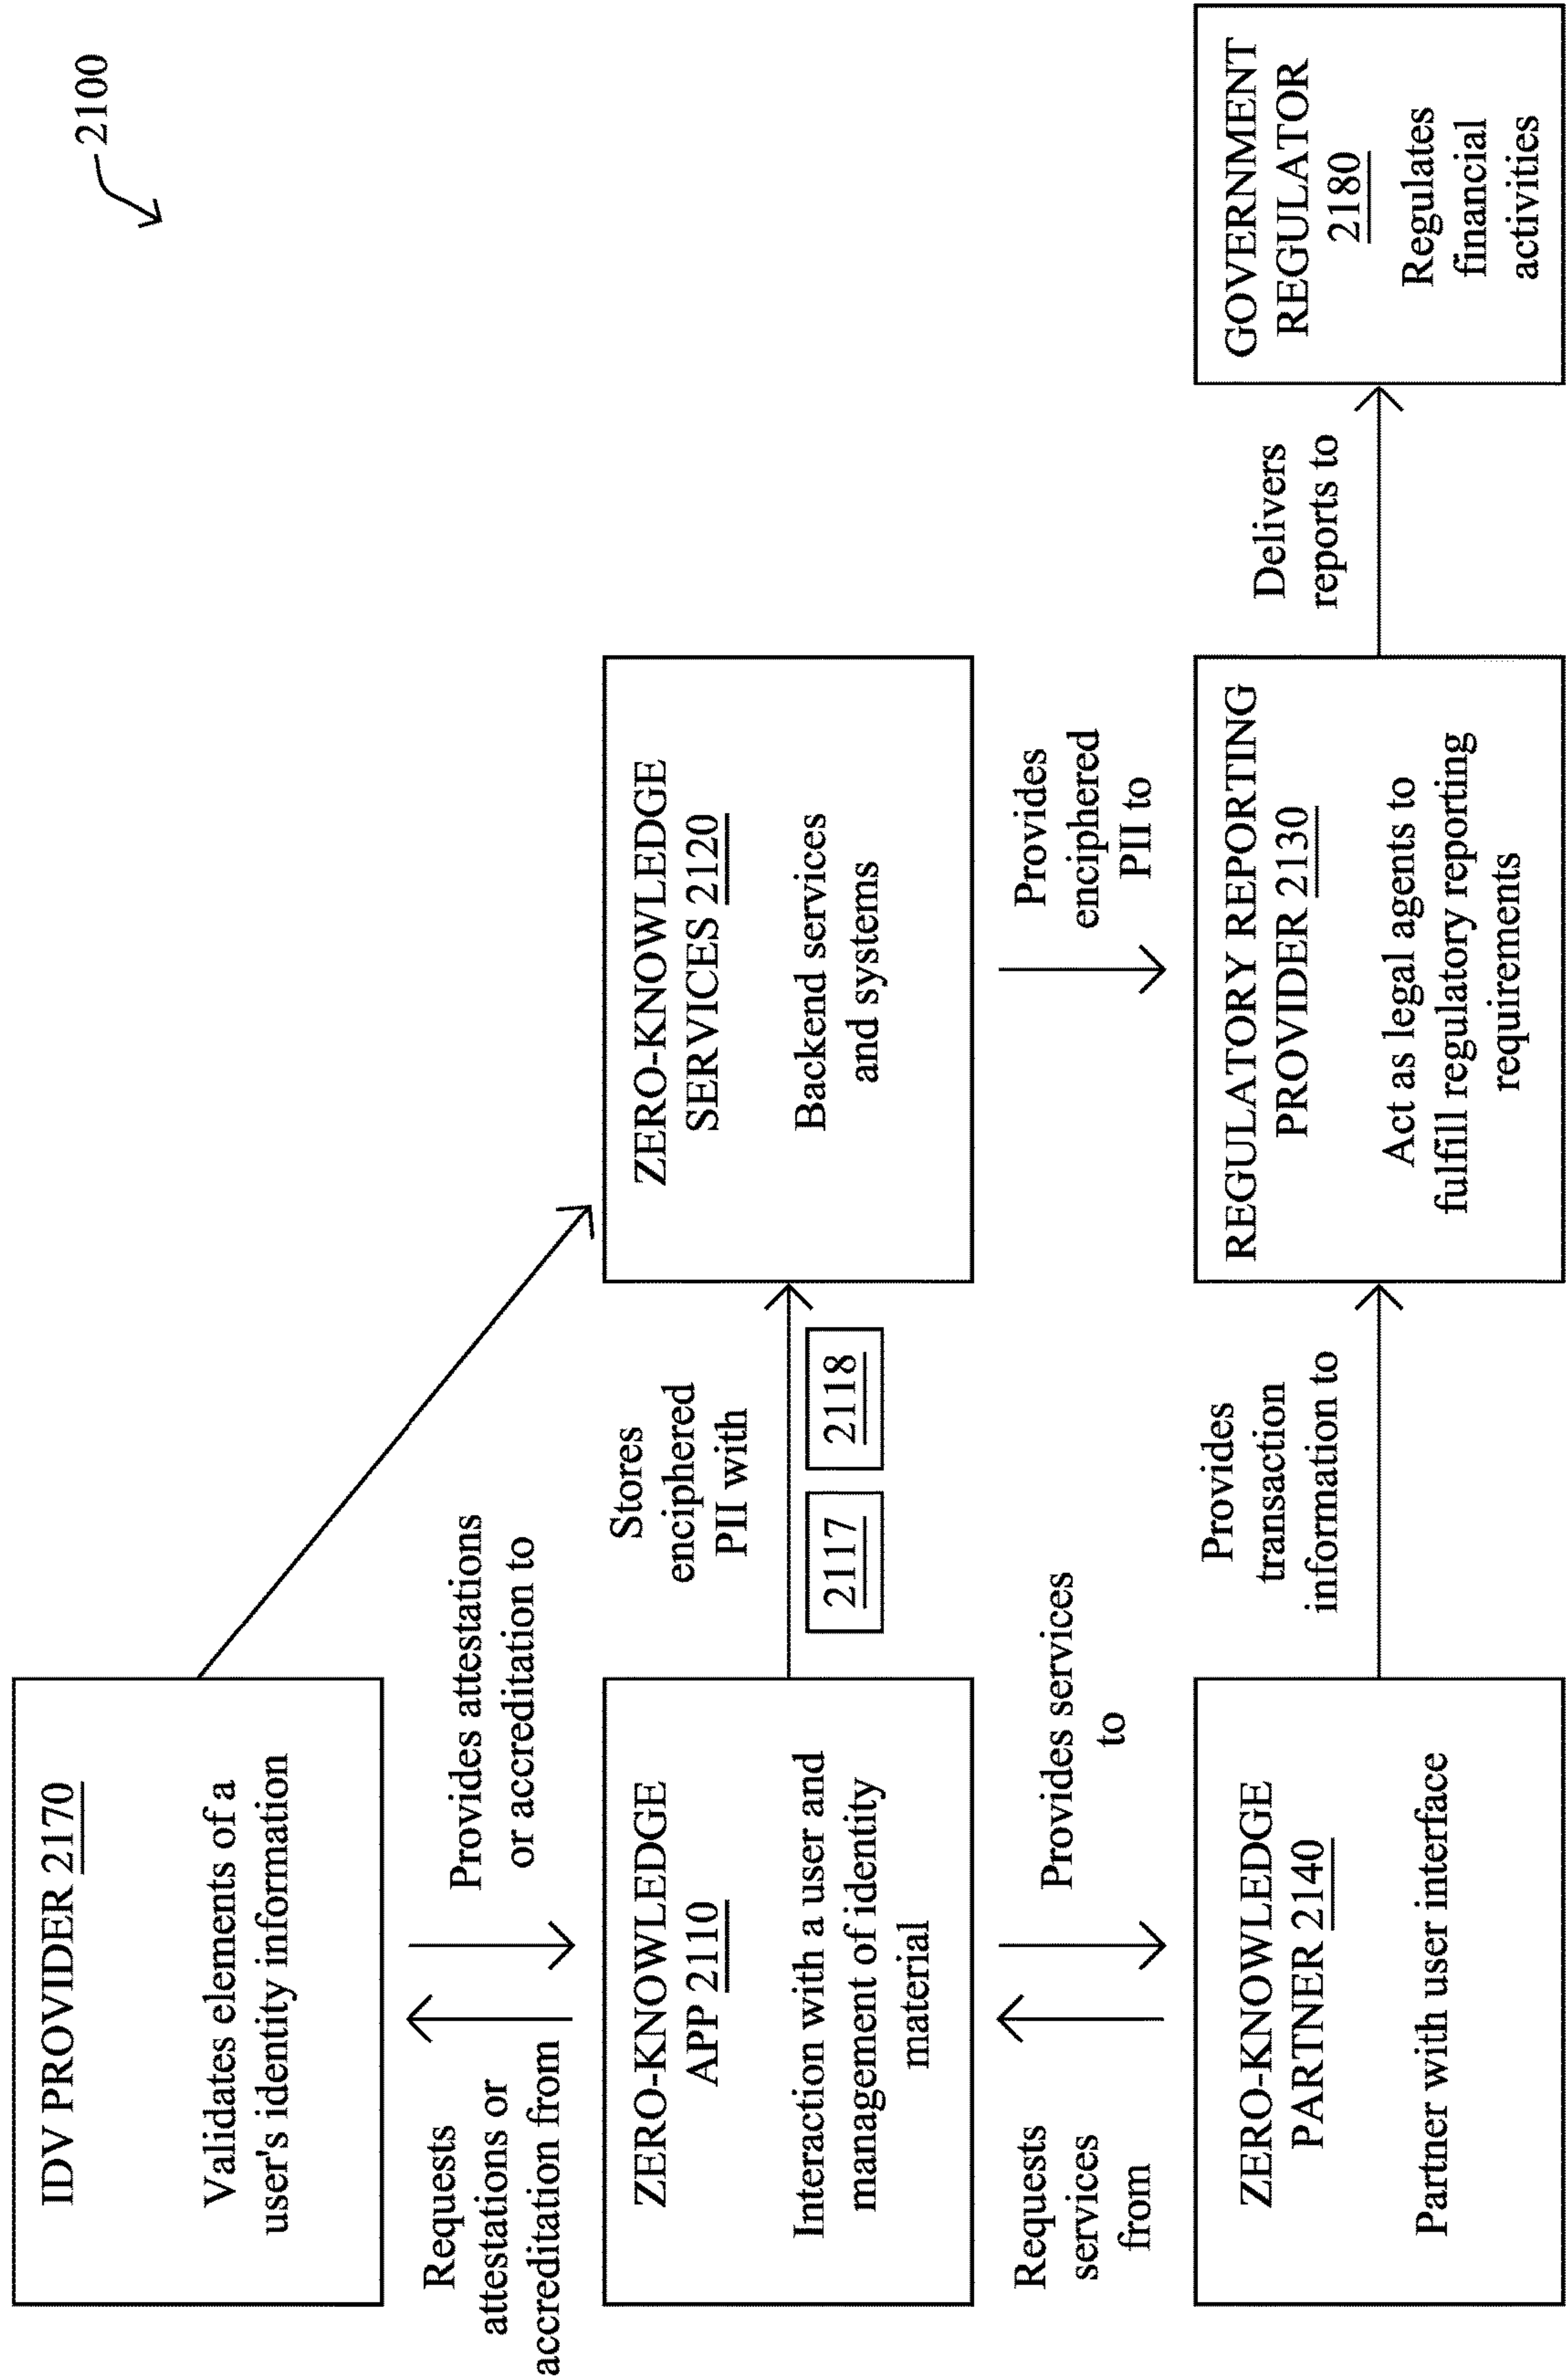 2100
IDV PROVIDER 2170
Validates elements of a
user's identity information
Requests
attestations or
accreditation from
Provides attestations
or accreditation to
ZERO-KNOWLEDGE
APP 2110
Interaction with a user and
management of identity
material
Stores
enciphered
PII with
2117
2118
ZERO-KNOWLEDGE
SERVICES 2120
Backend services
and systems
Requests
services
from
Provides services
to
Provides
enciphered
PII to
ZERO-KNOWLEDGE
PARTNER 2140
Partner with user interface
Provides
transaction
information to
REGULATORY REPORTING
PROVIDER 2130
Act as legal agents to
fulfill regulatory reporting
requirements
Delivers
reports to
GOVERNMENT
REGULATOR
2180
Regulates
financial
activities